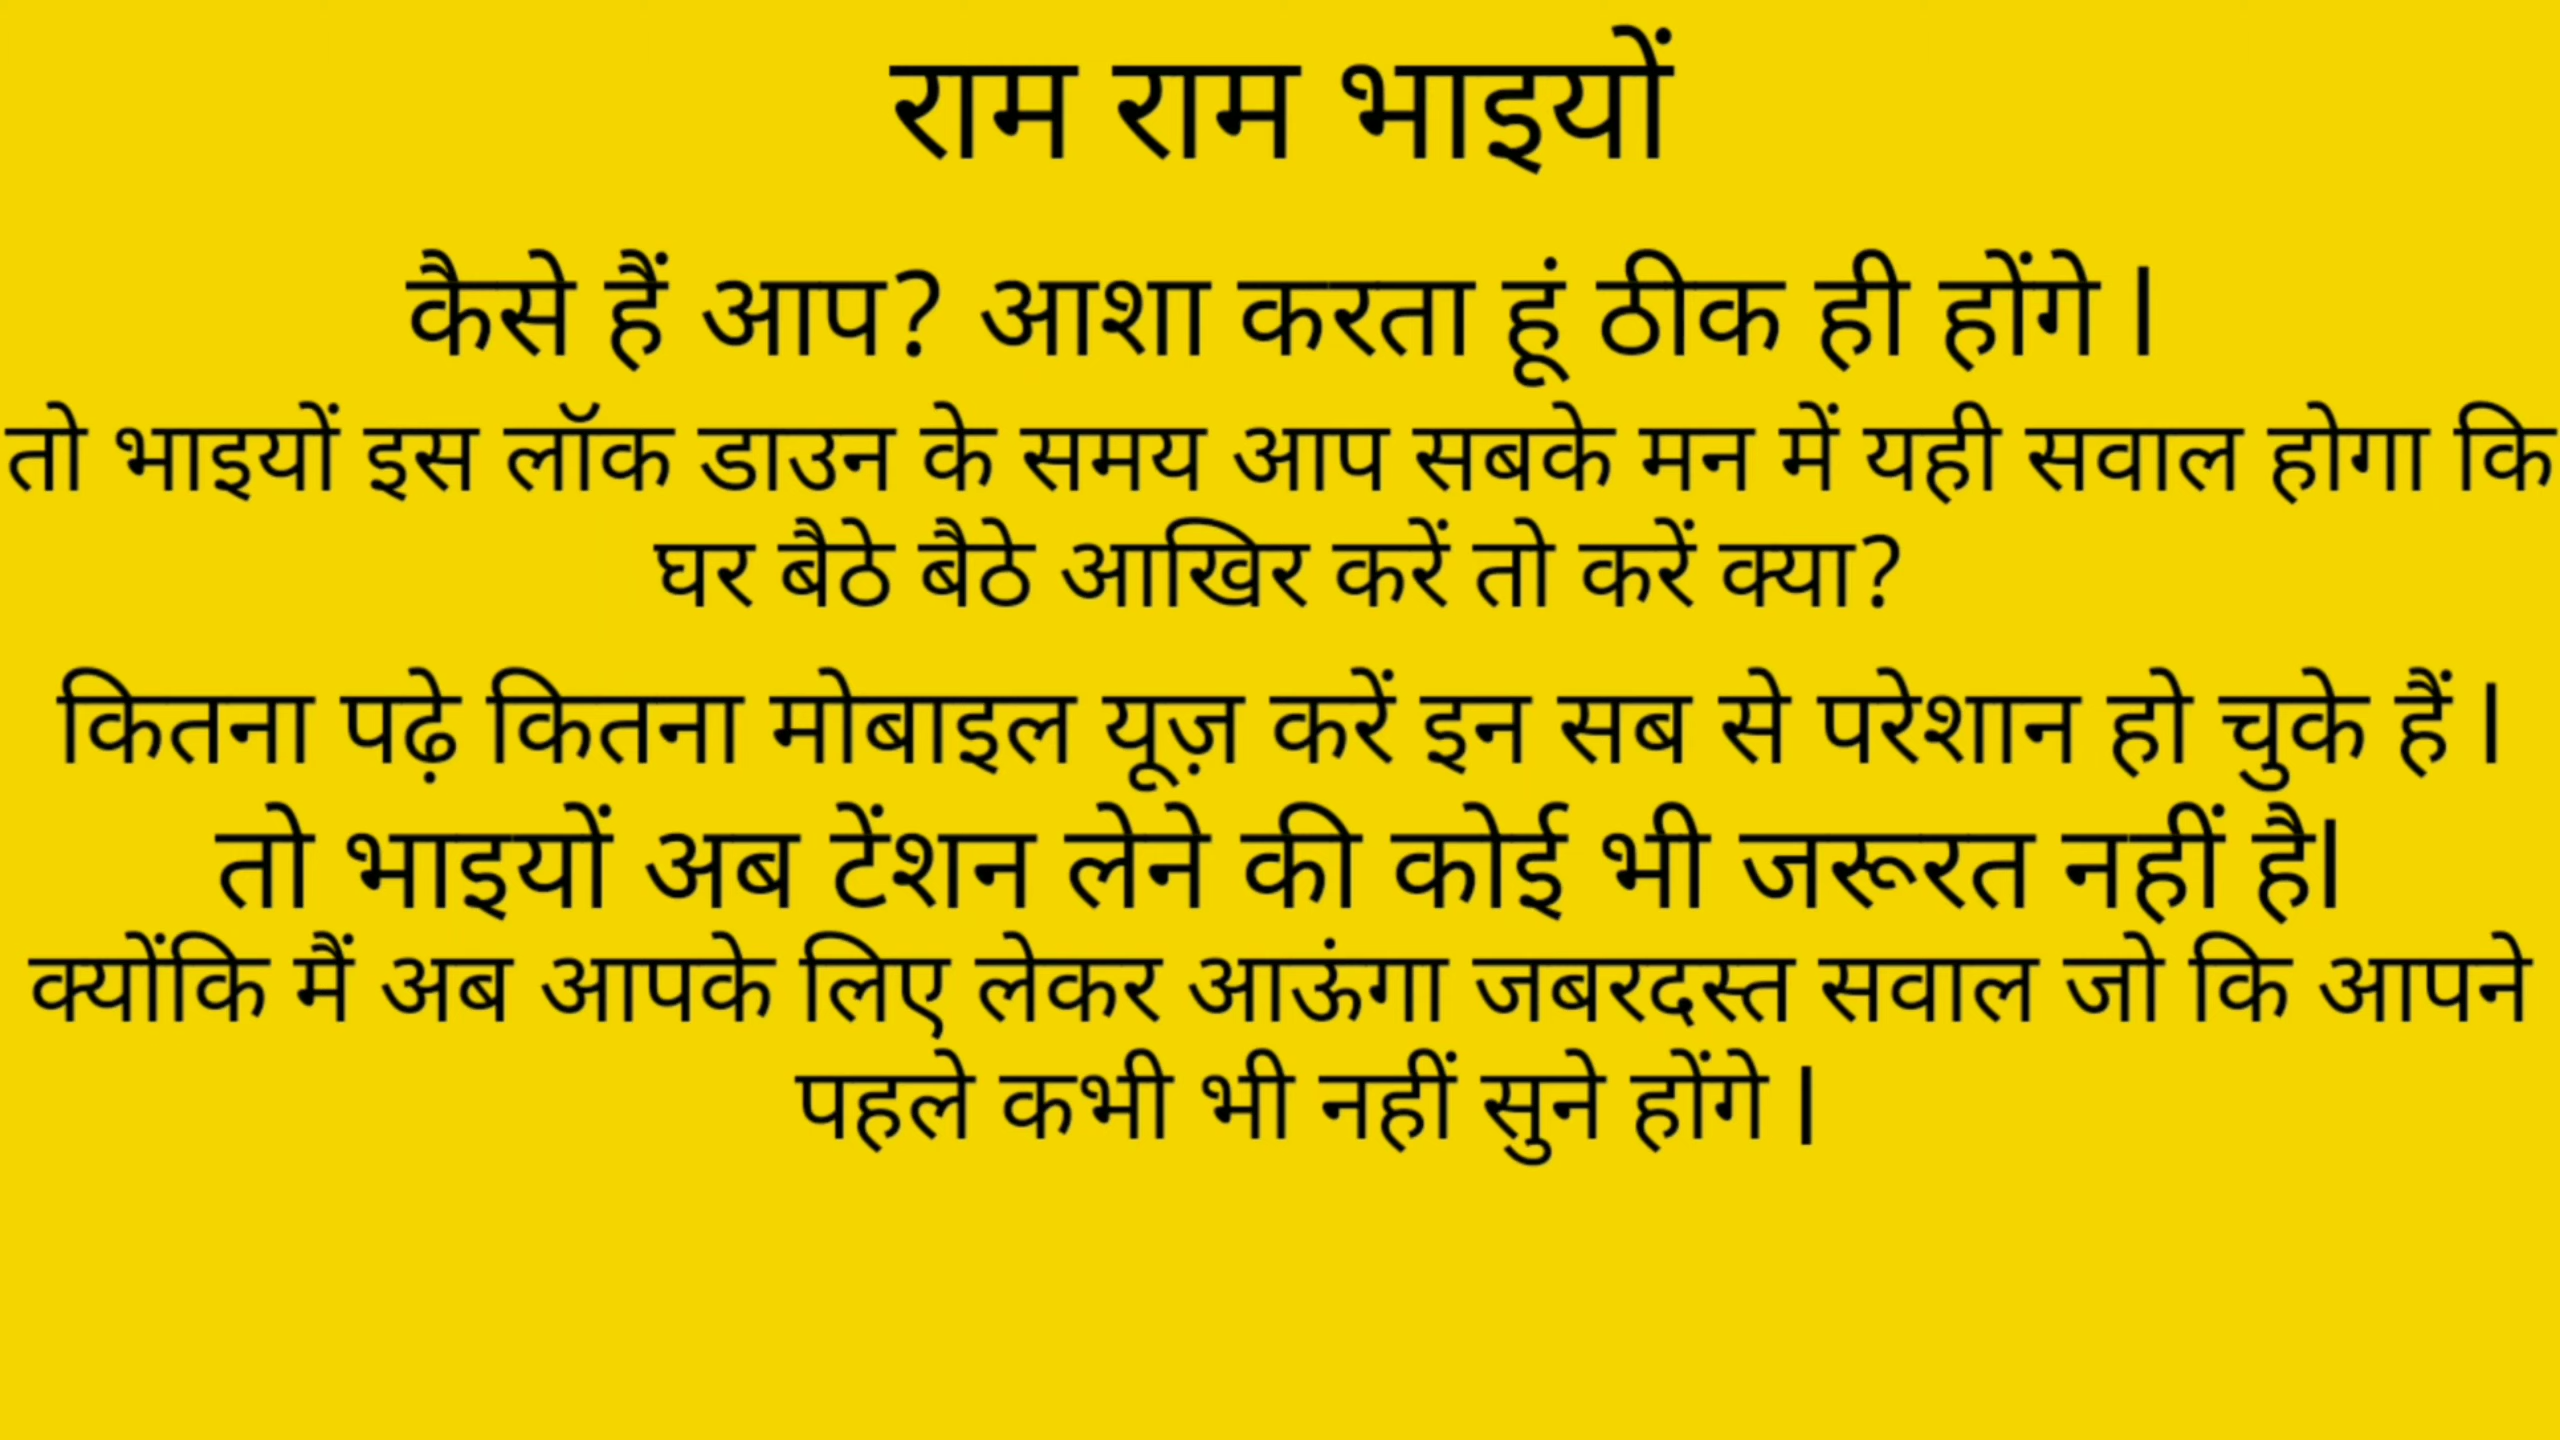 राम राम भाइयों
कैसे हैं आप? आशा करता हूं ठीक ही होंगे।
तो भाइयों इस लॉक डाउन के समय आप सबके मन में यही सवाल होगा कि
घर बैठे बैठे आखिर करें तो करें क्या?
कितना पढ़े कितना मोबाइल यूज़ करें इन सब से परेशान हो चुके हैं।
तो भाइयों अब टेंशन लेने की कोई भी जरूरत नहीं है।
क्योंकि मैं अब आपके लिए लेकर आऊंगा जबरदस्त सवाल जो कि आपने
पहले कभी भी नहीं सुने होंगे।